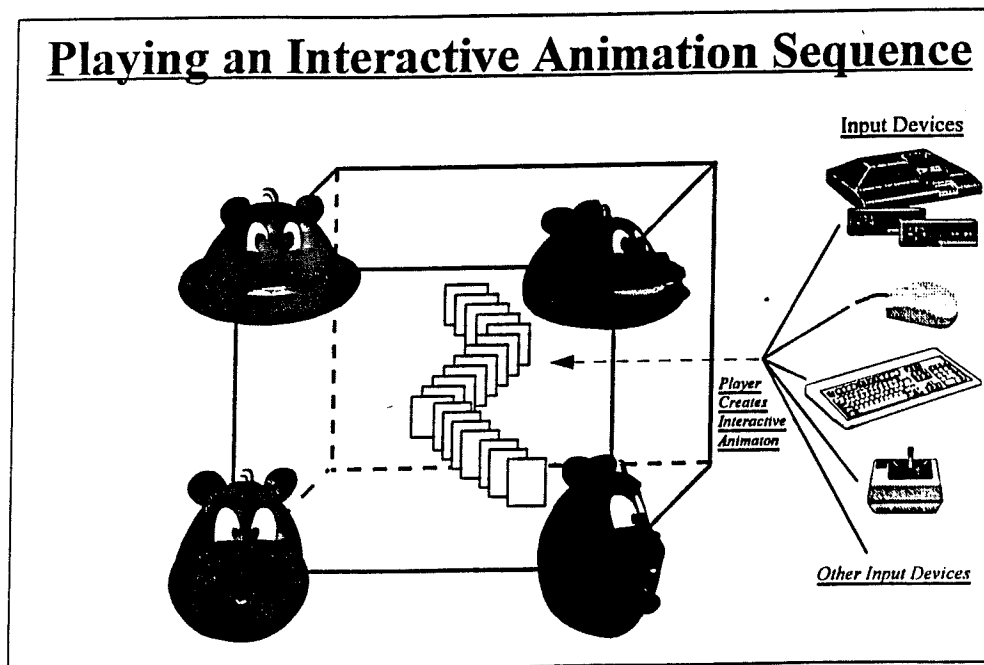 Playing an Interactive Animation Sequence
Input Devices
Player
Creates
Interactive
Animaton
Other Input Devices